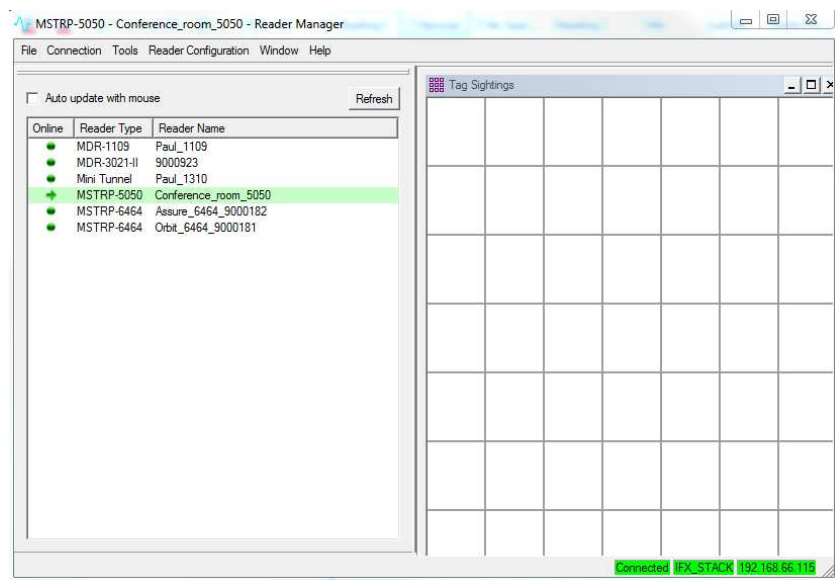 MSTRP-5050 - Conference_room_5050 - Reader Manager
File Connection Tools Reader Configuration Window Help
Auto update with mouse Refresh
Tag Sightings
Online Reader Type Reader Name
MDR-1109 Paul_1109
MDR-3021-II 9000923
Mini Tunnel Paul_1310
MSTRP-5050 Conference_room_5050
MSTRP-6464 Assure_6464_9000182
MSTRP-6464 Orbit_6464_9000181
Connected IFX_STACK 192.168.66.115